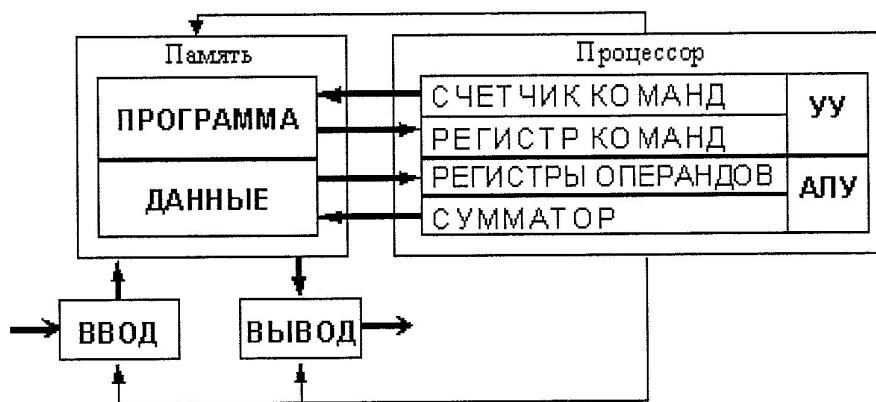 Память
Процессор
ПРОГРАММА
ДАННЫЕ
СЧЕТЧИК КОМАНД
РЕГИСТР КОМАНД
УУ
РЕГИСТРЫ ОПЕРАНДОВ
СУММАТОР
АЛУ
ВВОД
ВЫВОД